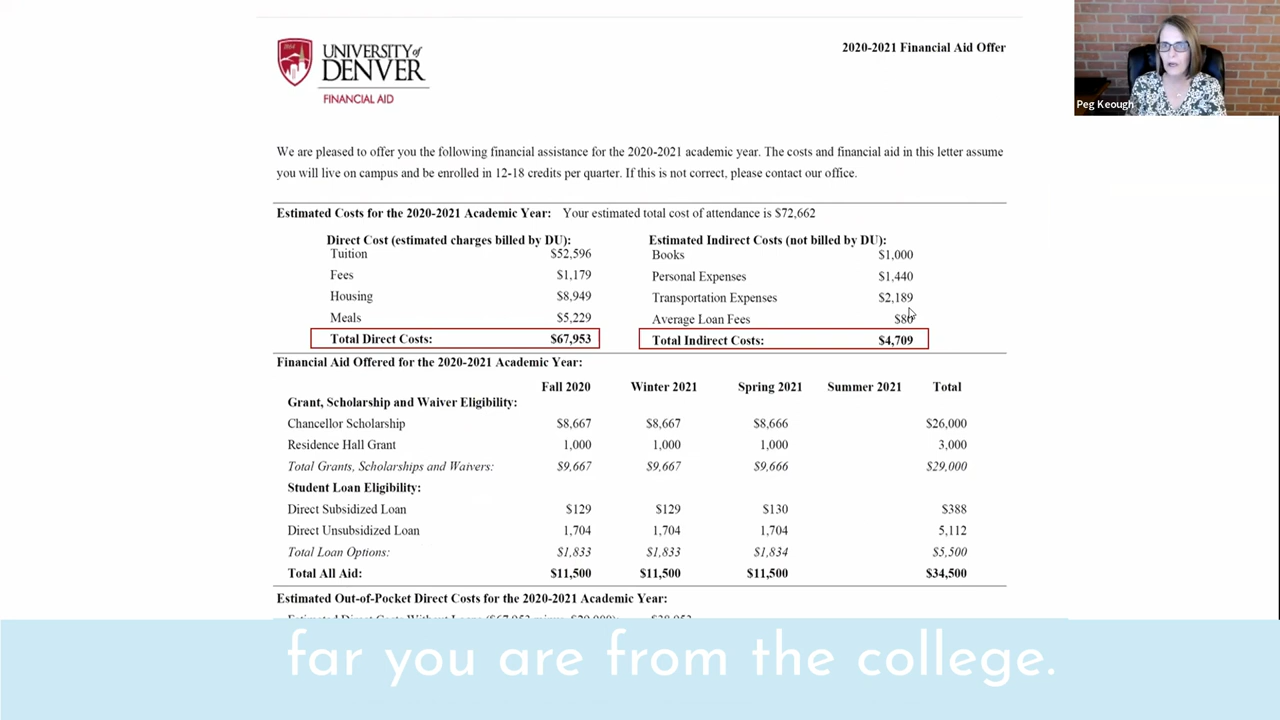 UNIVERSITY of
DENVER
FINANCIAL AID
2020-2021 Financial Aid Offer
Peg Keough
We are pleased to offer you the following financial assistance for the 2020-2021 academic year. The costs and financial aid in this letter assume
you will live on campus and be enrolled in 12-18 credits per quarter. If this is not correct, please contact our office.
Estimated Costs for the 2020-2021 Academic Year: Your estimated total cost of attendance is $72,662
Direct Cost (estimated charges billed by DU): Estimated Indirect Costs (not billed by DU):
Tuition $52,596 Books $1,000
Fees $1,179 Personal Expenses $1,440
Housing $8,949 Transportation Expenses $2,189
Meals $5,229 Average Loan Fees $80
Total Direct Costs: $67,953 Total Indirect Costs: $4,709
Financial Aid Offered for the 2020-2021 Academic Year:
Fall 2020 Winter 2021 Spring 2021 Summer 2021 Total
Grant, Scholarship and Waiver Eligibility:
Chancellor Scholarship $8,667 $8,667 $8,666 $26,000
Residence Hall Grant 1,000 1,000 1,000 3,000
Total Grants, Scholarships and Waivers: $9,667 $9,667 $9,666 $29,000
Student Loan Eligibility:
Direct Subsidized Loan $129 $129 $130 $388
Direct Unsubsidized Loan 1,704 1,704 1,704 5,112
Total Loan Options: $1,833 $1,833 $1,834 $5,500
Total All Aid: $11,500 $11,500 $11,500 $34,500
Estimated Out-of-Pocket Direct Costs for the 2020-2021 Academic Year:
far you are from the college.